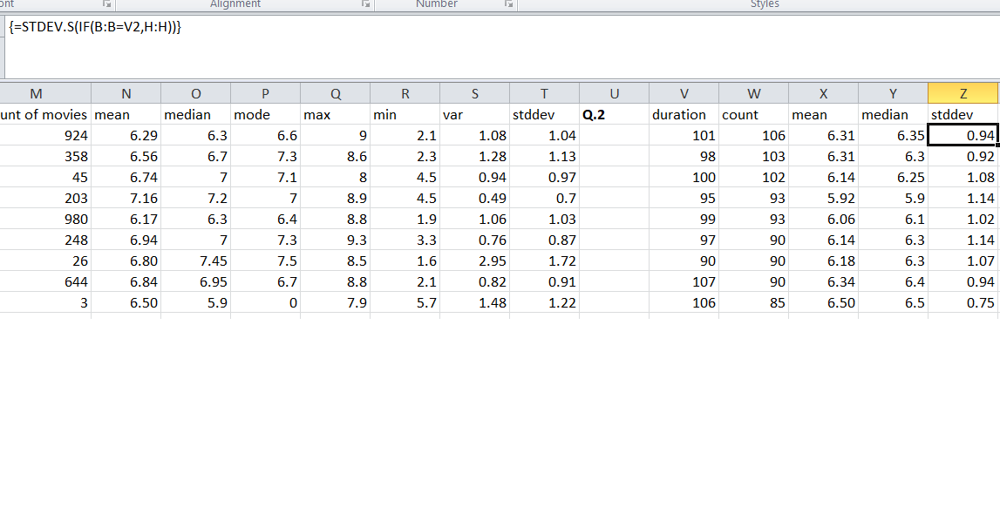 ont Alignment Number Styles
{=STDEV.S(IF(B:B=V2,H:H))}
M N O P Q R S T U V W X Y Z
unt of movies mean median mode max min var stddev Q.2 duration count mean median stddev
924 6.29 6.3 6.6 9 2.1 1.08 1.04 101 106 6.31 6.35 0.94
358 6.56 6.7 7.3 8.6 2.3 1.28 1.13 98 103 6.31 6.3 0.92
45 6.74 7 7.1 8 4.5 0.94 0.97 100 102 6.14 6.25 1.08
203 7.16 7.2 7 8.9 4.5 0.49 0.7 95 93 5.92 5.9 1.14
980 6.17 6.3 6.4 8.8 1.9 1.06 1.03 99 93 6.06 6.1 1.02
248 6.94 7 7.3 9.3 3.3 0.76 0.87 97 90 6.14 6.3 1.14
26 6.80 7.45 7.5 8.5 1.6 2.95 1.72 90 90 6.18 6.3 1.07
644 6.84 6.95 6.7 8.8 2.1 0.82 0.91 107 90 6.34 6.4 0.94
3 6.50 5.9 0 7.9 5.7 1.48 1.22 106 85 6.50 6.5 0.75